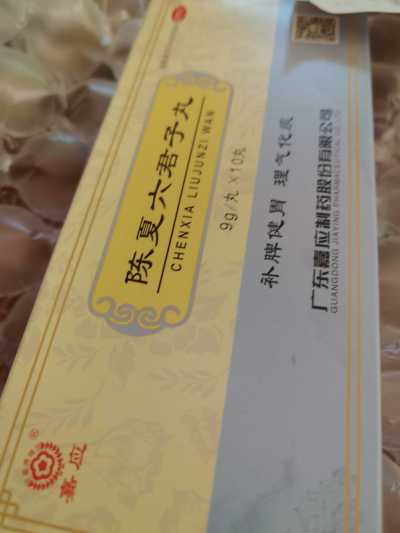 陈夏六君子丸
CHENXIA LIUJUNZI WAN
9g/丸×10丸
补脾健胃 理气化痰
广东嘉应制药股份有限公司
GUANGDONG JIAYING PHARMACEUTICAL CO.,LTD
嘉应®